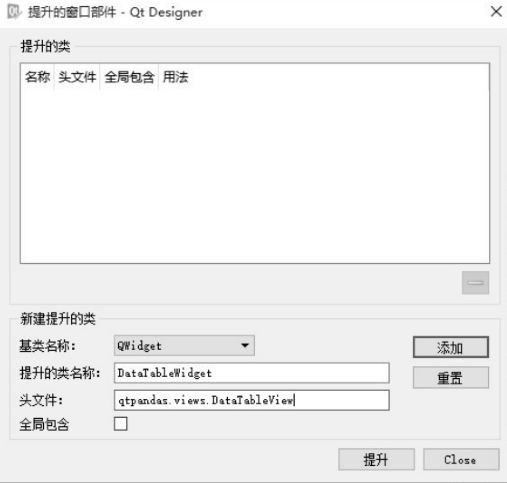 提升的窗口部件 - Qt Designer
提升的类
名称 头文件 全局包含 用法
新建提升的类
基类名称: QWidget 添加
提升的类名称: DataTableWidget 重置
头文件: qtpandas.views.DataTableView
全局包含
提升 Close